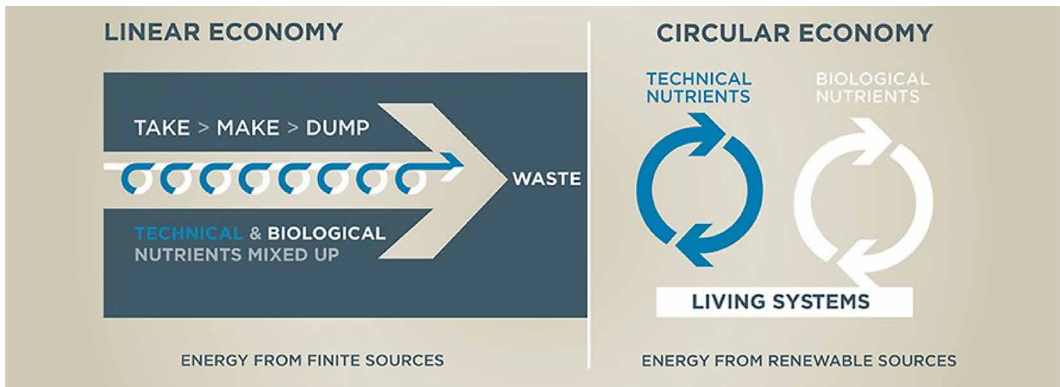 LINEAR ECONOMY
TAKE > MAKE > DUMP
WASTE
TECHNICAL & BIOLOGICAL
NUTRIENTS MIXED UP
ENERGY FROM FINITE SOURCES
CIRCULAR ECONOMY
TECHNICAL
NUTRIENTS
BIOLOGICAL
NUTRIENTS
LIVING SYSTEMS
ENERGY FROM RENEWABLE SOURCES